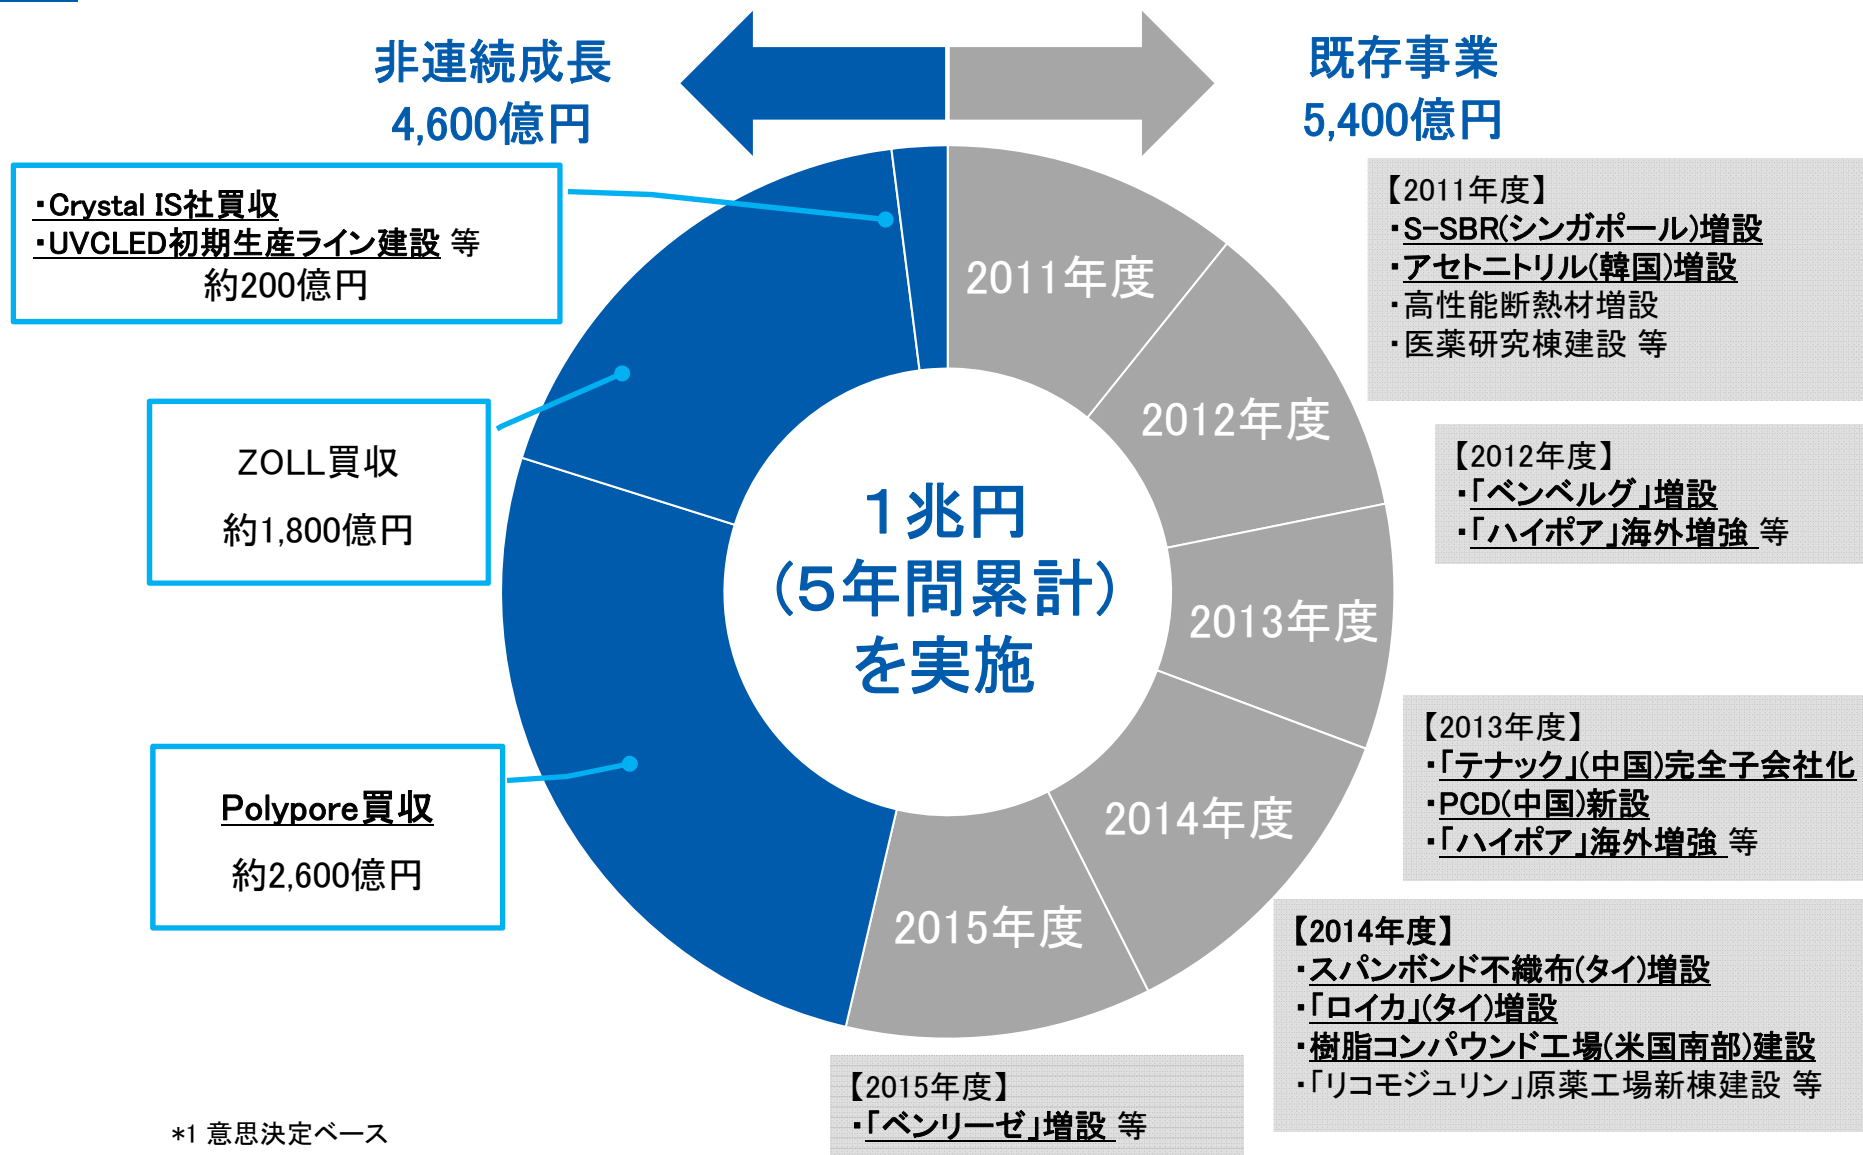 非連続成長
4,600億円
既存事業
5,400億円
・Crystal IS社買収
・UVCLED初期生産ライン建設 等
約200億円
ZOLL買収
約1,800億円
Polypore買収
約2,600億円
1兆円
(5年間累計)
を実施
2011年度
2012年度
2013年度
2014年度
2015年度
【2011年度】
・S-SBR(シンガポール)増設
・アセトニトリル(韓国)増設
・高性能断熱材増設
・医薬研究棟建設 等
【2012年度】
・「ベンベルグ」増設
・「ハイポア」海外増強 等
【2013年度】
・「テナック」(中国)完全子会社化
・PCD(中国)新設
・「ハイポア」海外増強 等
【2014年度】
・スパンボンド不織布(タイ)増設
・「ロイカ」(タイ)増設
・樹脂コンパウンド工場(米国南部)建設
・「リコモジュリン」原薬工場新棟建設 等
【2015年度】
・「ベンリーゼ」増設 等
*1 意思決定ベース